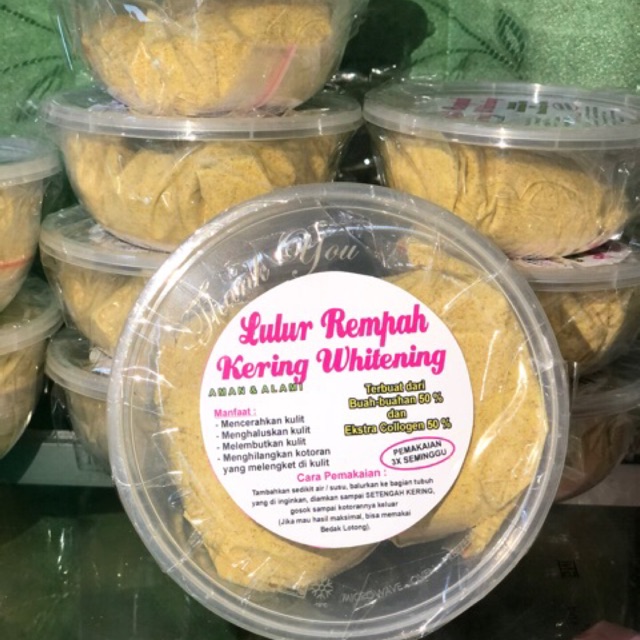 Thank You
Lulur Rempah
Kering Whitening
AMAN & ALAMI
Terbuat dari
Buah-buahan 50 %
dan
Ekstra Collogen 50 %
Manfaat :
- Mencerahkan kulit
- Menghaluskan kulit
- Melembutkan kulit
- Menghilangkan kotoran
yang melengket di kulit
PEMAKAIAN
3X SEMINGGU
Cara Pemakaian :
Tambahkan sedikit air / susu, balurkan ke bagian tubuh
yang di inginkan, diamkan sampai SETENGAH KERING,
gosok sampai kotorannya keluar
(Jika mau hasil maksimal, bisa memakai
Bedak Lotong).
MICROWAVE